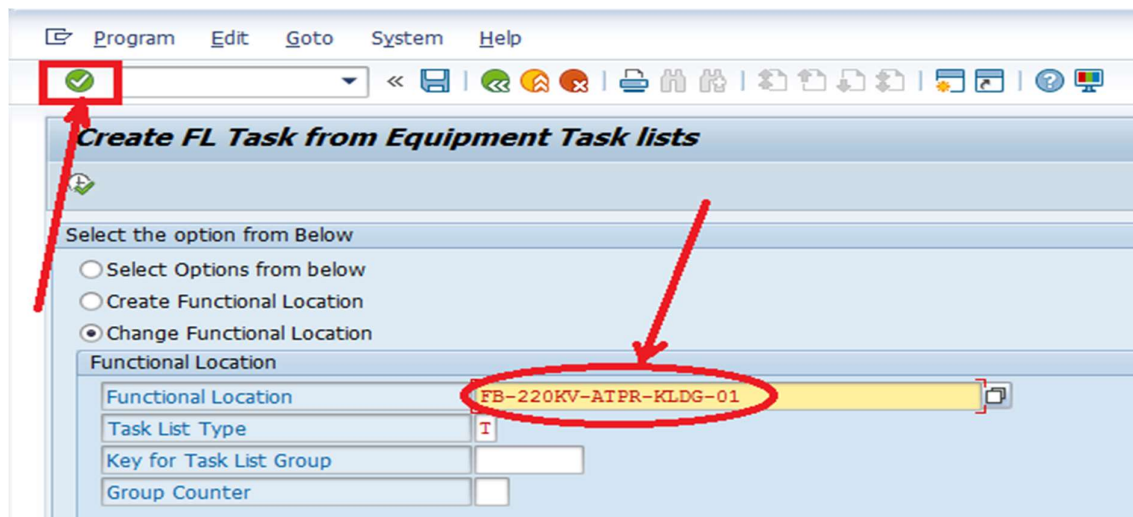 Program Edit Goto System Help
Create FL Task from Equipment Task lists
Select the option from Below
Select Options from below
Create Functional Location
Change Functional Location
Functional Location
Functional Location FB-220KV-ATPR-KLDG-01
Task List Type T
Key for Task List Group
Group Counter